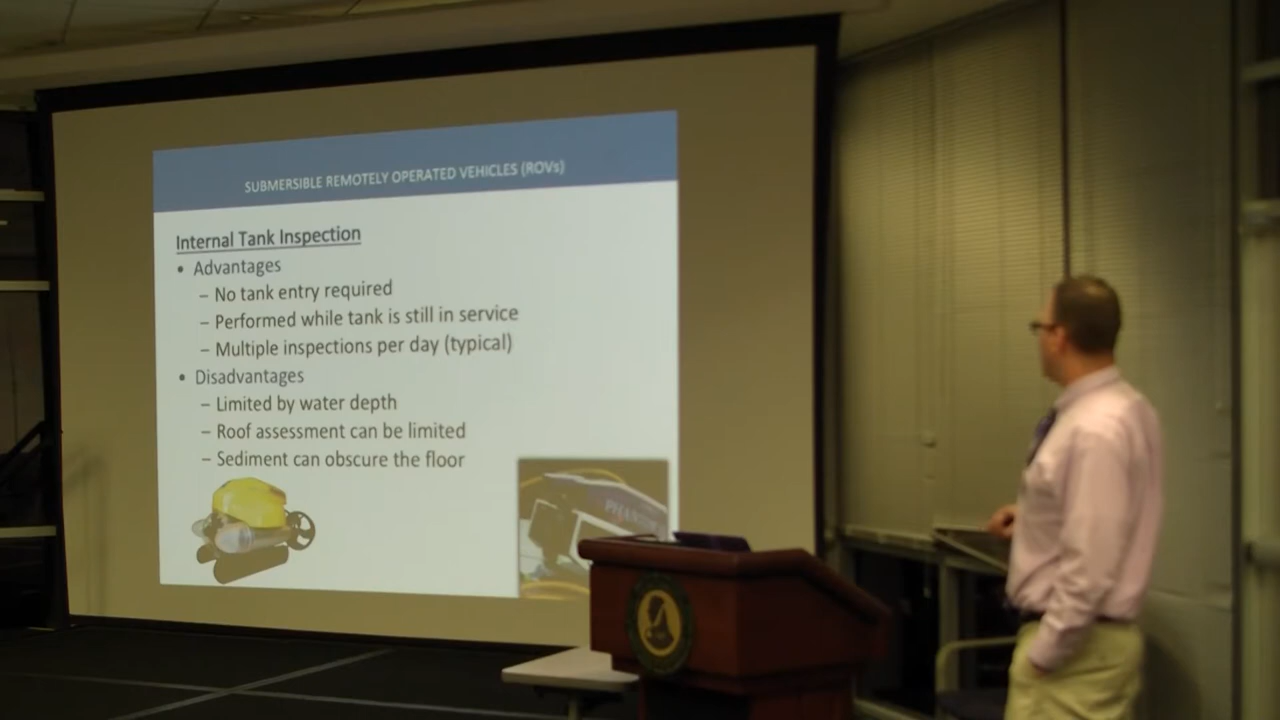 SUBMERSIBLE REMOTELY OPERATED VEHICLES (ROVs)
Internal Tank Inspection
• Advantages
– No tank entry required
– Performed while tank is still in service
– Multiple inspections per day (typical)
• Disadvantages
– Limited by water depth
– Roof assessment can be limited
– Sediment can obscure the floor